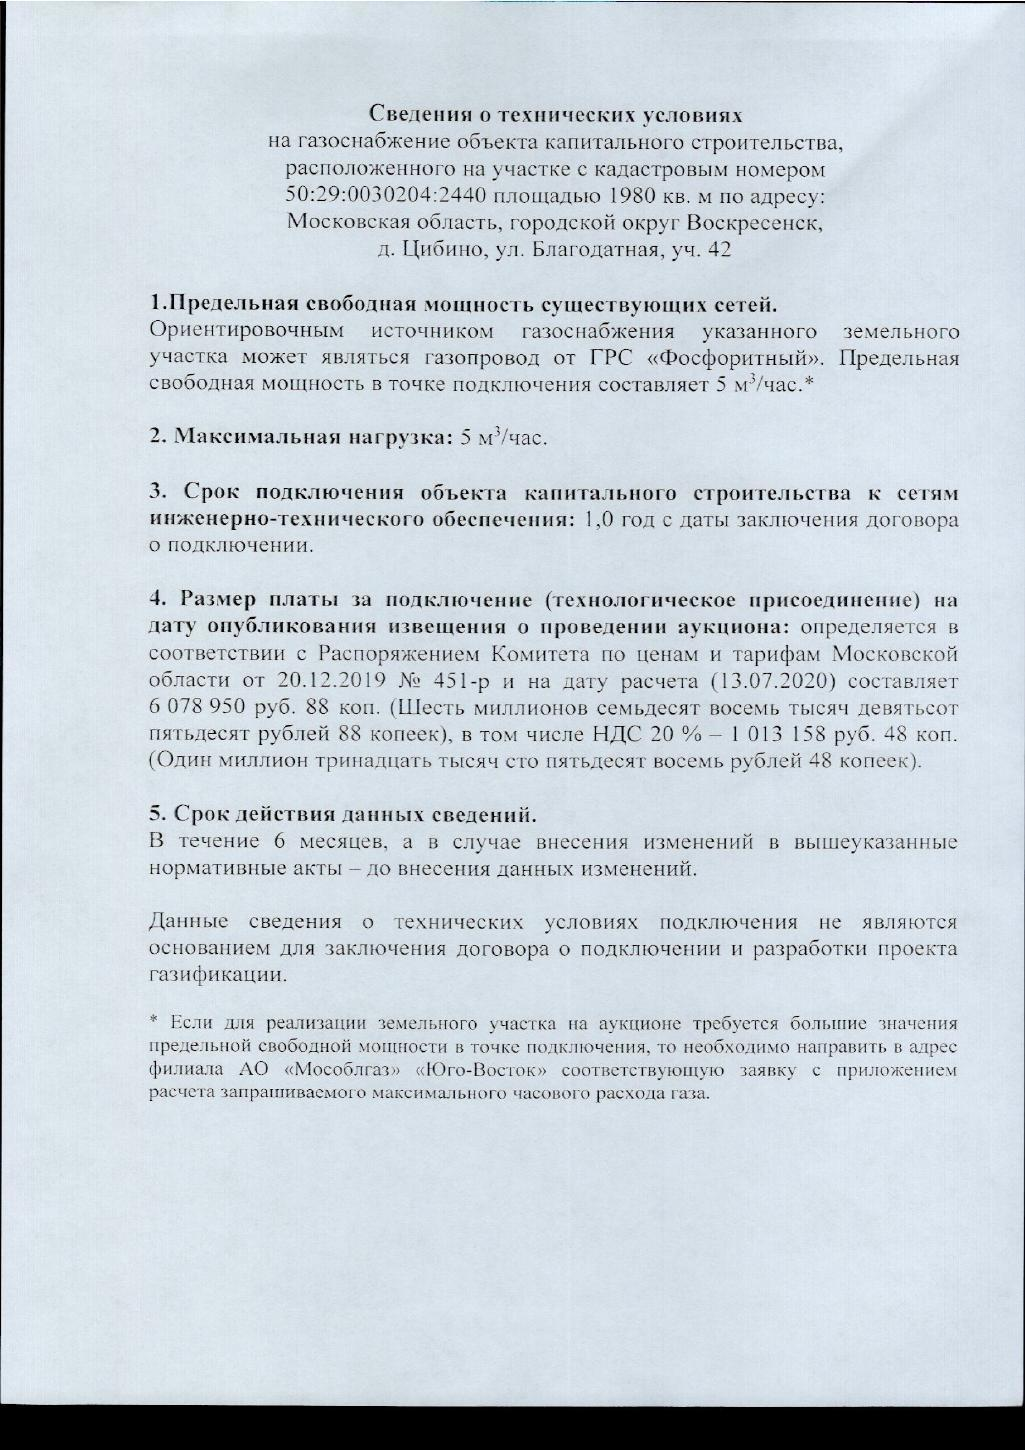 Сведения о технических условиях
на газоснабжение объекта капитального строительства,
расположенного на участке с кадастровым номером
50:29:0030204:2440 площадью 1980 кв. м по адресу:
Московская область, городской округ Воскресенск,
д. Цибино, ул. Благодатная, уч. 42
1.Предельная свободная мощность существующих сетей.
Ориентировочным источником газоснабжения указанного земельного
участка может являться газопровод от ГРС «Фосфоритный». Предельная
свободная мощность в точке подключения составляет 5 м³/час.*
2. Максимальная нагрузка: 5 м³/час.
3. Срок подключения объекта капитального строительства к сетям
инженерно-технического обеспечения: 1,0 год с даты заключения договора
о подключении.
4. Размер платы за подключение (технологическое присоединение) на
дату опубликования извещения о проведении аукциона: определяется в
соответствии с Распоряжением Комитета по ценам и тарифам Московской
области от 20.12.2019 № 451-р и на дату расчета (13.07.2020) составляет
6 078 950 руб. 88 коп. (Шесть миллионов семьдесят восемь тысяч девятьсот
пятьдесят рублей 88 копеек), в том числе НДС 20 % – 1 013 158 руб. 48 коп.
(Один миллион тринадцать тысяч сто пятьдесят восемь рублей 48 копеек).
5. Срок действия данных сведений.
В течение 6 месяцев, а в случае внесения изменений в вышеуказанные
нормативные акты – до внесения данных изменений.
Данные сведения о технических условиях подключения не являются
основанием для заключения договора о подключении и разработки проекта
газификации.
* Если для реализации земельного участка на аукционе требуется большие значения
предельной свободной мощности в точке подключения, то необходимо направить в адрес
филиала АО «Мособлгаз» «Юго-Восток» соответствующую заявку с приложением
расчета запрашиваемого максимального часового расхода газа.